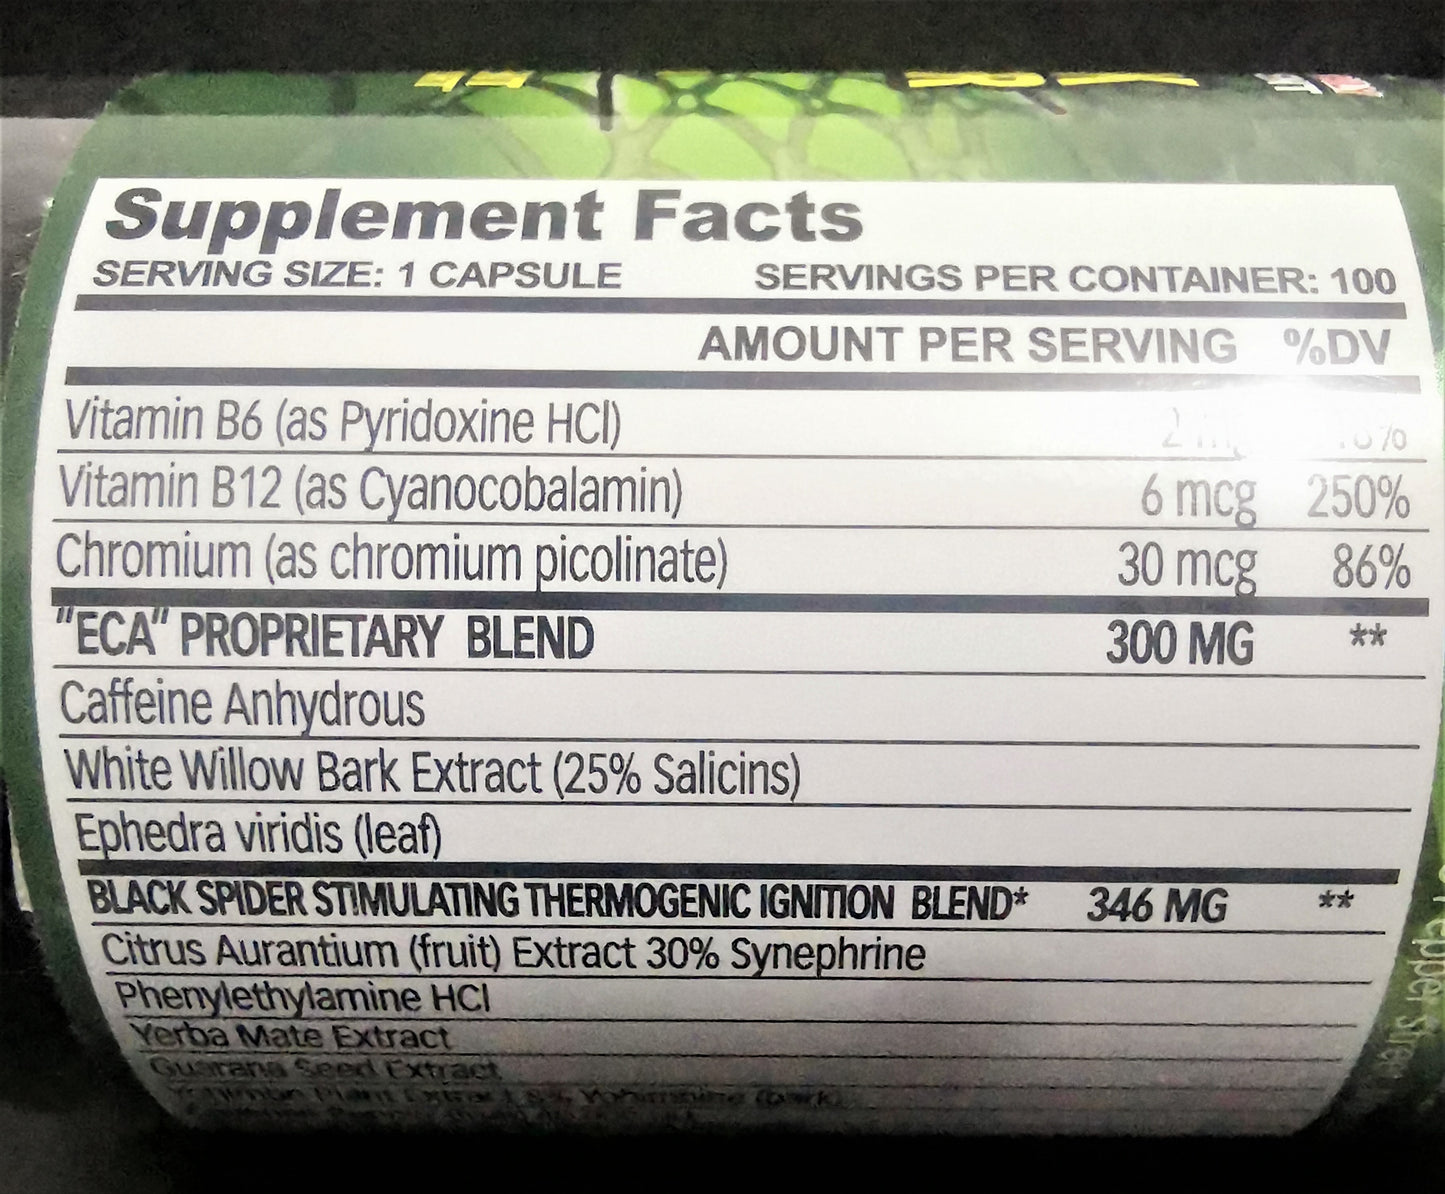 Supplement Facts
SERVING SIZE: 1 CAPSULE SERVINGS PER CONTAINER: 100
AMOUNT PER SERVING %DV
Vitamin B6 (as Pyridoxine HCl)
Vitamin B12 (as Cyanocobalamin) 6 mcg 250%
Chromium (as chromium picolinate) 30 mcg 86%
"ECA" PROPRIETARY BLEND 300 MG **
Caffeine Anhydrous
White Willow Bark Extract (25% Salicins)
Ephedra viridis (leaf)
BLACK SPIDER STIMULATING THERMOGENIC IGNITION BLEND* 346 MG **
Citrus Aurantium (fruit) Extract 30% Synephrine
Phenylethylamine HCl
Yerba Mate Extract
Guarana Seed Extract